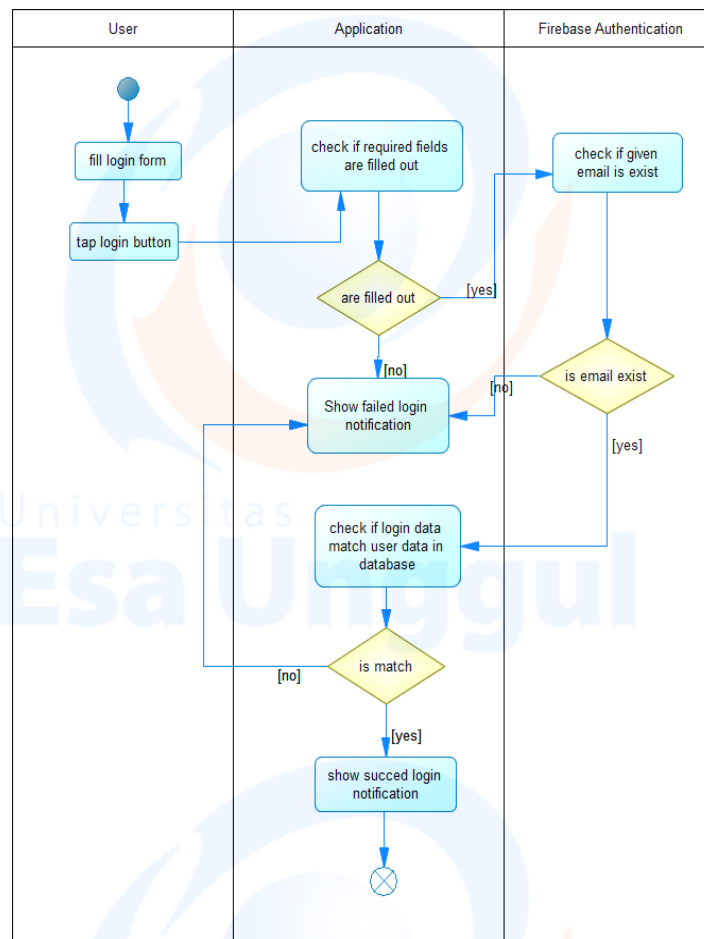 User
Application
Firebase Authentication
fill login form
tap login button
check if required fields
are filled out
check if given
email is exist
are filled out
[yes]
[no]
Show failed login
notification
is email exist
[no]
[yes]
Universitas
Esa Unggul
check if login data
match user data in
database
is match
[no]
[yes]
show succed login
notification